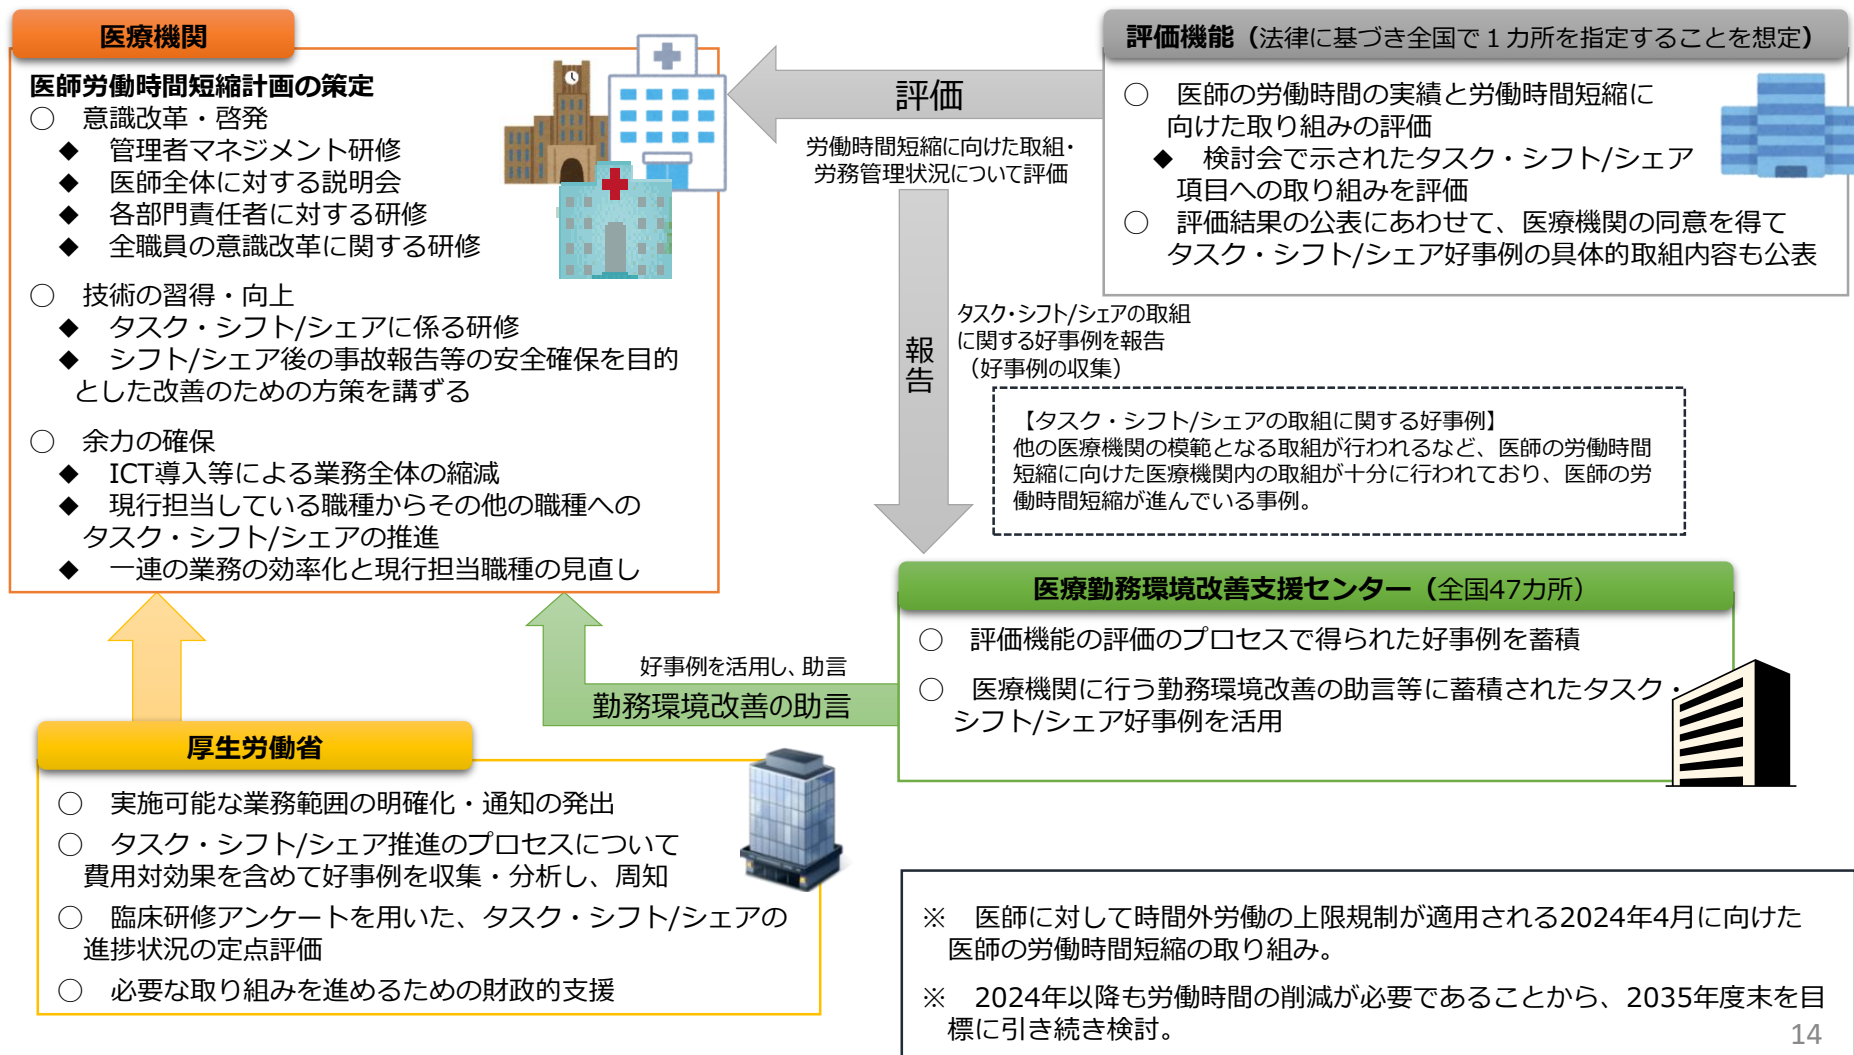 医療機関
医師労働時間短縮計画の策定
○ 意識改革・啓発
◆ 管理者マネジメント研修
◆ 医師全体に対する説明会
◆ 各部門責任者に対する研修
◆ 全職員の意識改革に関する研修
○ 技術の習得・向上
◆ タスク・シフト/シェアに係る研修
◆ シフト/シェア後の事故報告等の安全確保を目的
とした改善のための方策を講ずる
○ 余力の確保
◆ ICT導入等による業務全体の縮減
◆ 現行担当している職種からその他の職種への
タスク・シフト/シェアの推進
◆ 一連の業務の効率化と現行担当職種の見直し
評価
労働時間短縮に向けた取組・
労務管理状況について評価
評価機能（法律に基づき全国で１カ所を指定することを想定）
○ 医師の労働時間の実績と労働時間短縮に
向けた取り組みの評価
◆ 検討会で示されたタスク・シフト/シェア
項目への取り組みを評価
○ 評価結果の公表にあわせて、医療機関の同意を得て
タスク・シフト/シェア好事例の具体的取組内容も公表
報告
タスク・シフト/シェアの取組
に関する好事例を報告
（好事例の収集）
【タスク・シフト/シェアの取組に関する好事例】
他の医療機関の模範となる取組が行われるなど、医師の労働時間
短縮に向けた医療機関内の取組が十分に行われており、医師の労
働時間短縮が進んでいる事例。
医療勤務環境改善支援センター（全国47カ所）
○ 評価機能の評価のプロセスで得られた好事例を蓄積
○ 医療機関に行う勤務環境改善の助言等に蓄積されたタスク・
シフト/シェア好事例を活用
好事例を活用し、助言
勤務環境改善の助言
厚生労働省
○ 実施可能な業務範囲の明確化・通知の発出
○ タスク・シフト/シェア推進のプロセスについて
費用対効果を含めて好事例を収集・分析し、周知
○ 臨床研修アンケートを用いた、タスク・シフト/シェアの
進捗状況の定点評価
○ 必要な取り組みを進めるための財政的支援
※ 医師に対して時間外労働の上限規制が適用される2024年4月に向けた
医師の労働時間短縮の取り組み。
※ 2024年以降も労働時間の削減が必要であることから、2035年度末を目
標に引き続き検討。
14